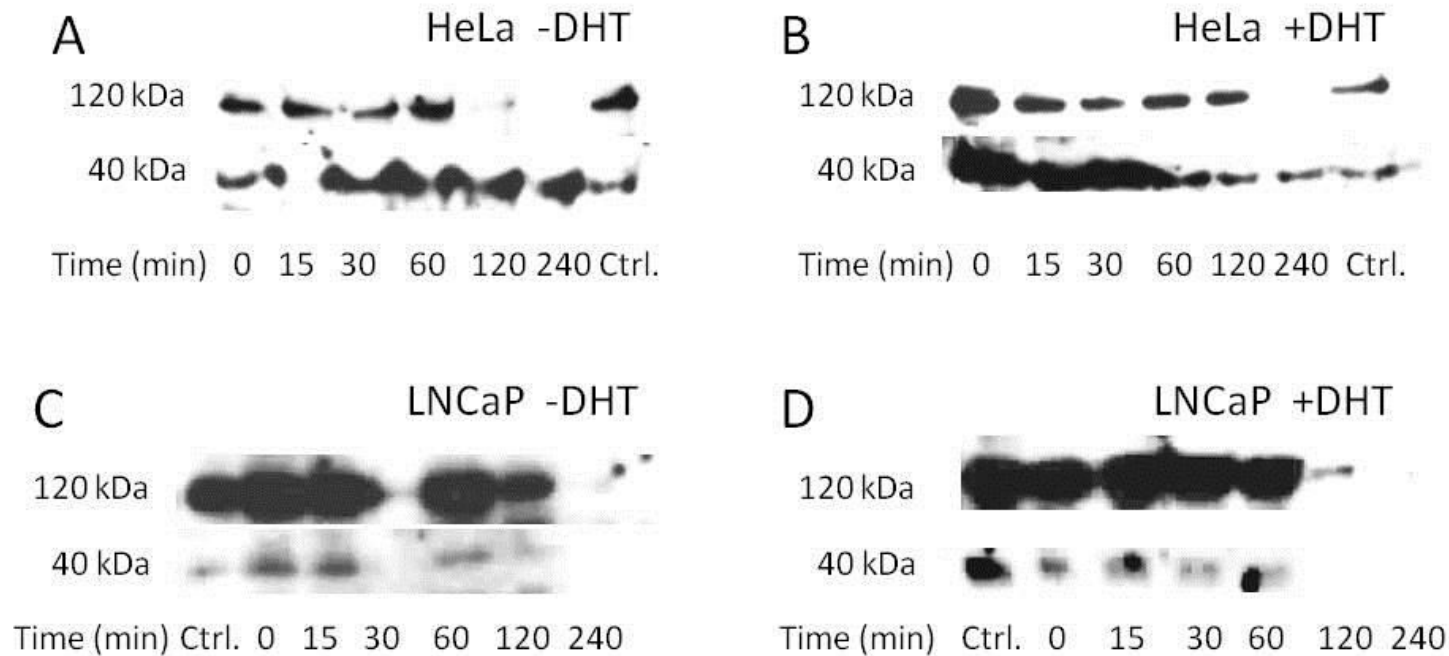 A
HeLa -DHT
120 kDa
40 kDa
Time (min) 0 15 30 60 120 240 Ctrl.
B
HeLa +DHT
120 kDa
40 kDa
Time (min) 0 15 30 60 120 240 Ctrl.
C
LNCaP -DHT
120 kDa
40 kDa
Time (min) Ctrl. 0 15 30 60 120 240
D
LNCaP +DHT
120 kDa
40 kDa
Time (min) Ctrl. 0 15 30 60 120 240